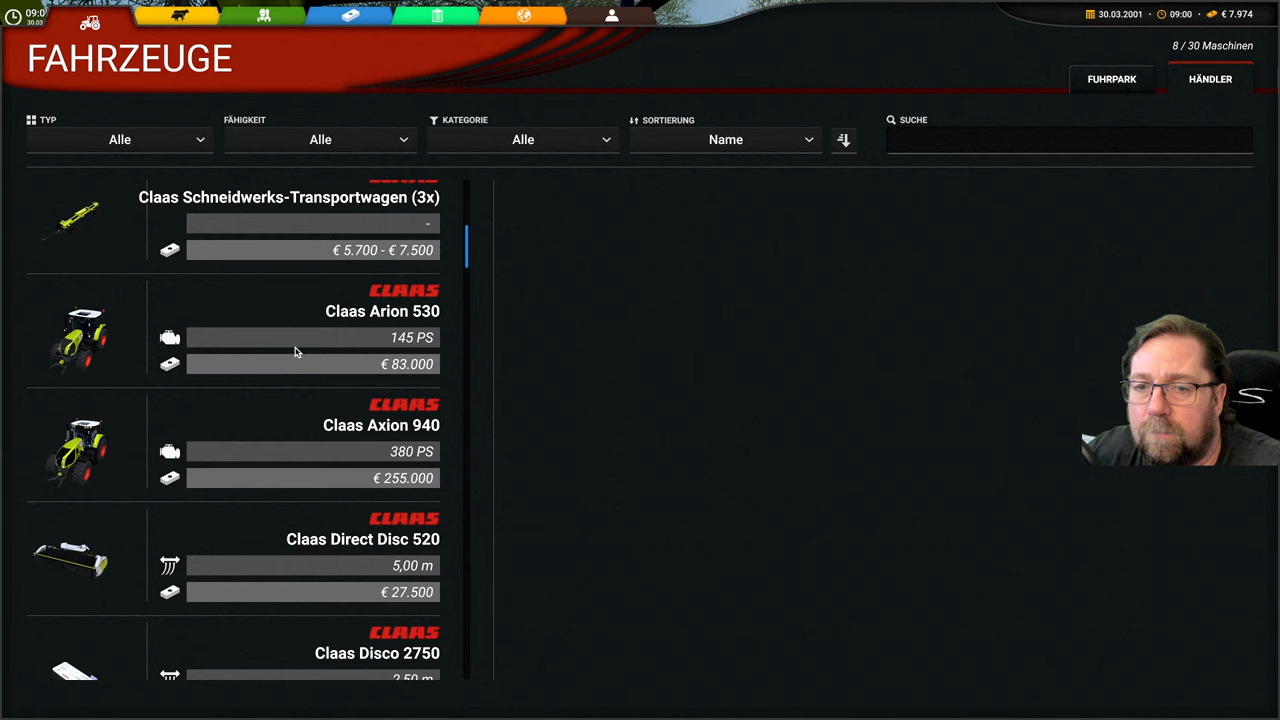 09:0
30.03
30.03.2001 • 09:00 • € 7.974
FAHRZEUGE
8 / 30 Maschinen
FUHRPARK
HÄNDLER
TYP
FÄHIGKEIT
KATEGORIE
SORTIERUNG
SUCHE
Alle
Alle
Alle
Name
Claas Schneidwerks-Transportwagen (3x)
-
€ 5.700 - € 7.500
CLAAS
Claas Arion 530
145 PS
€ 83.000
CLAAS
Claas Axion 940
380 PS
€ 255.000
CLAAS
Claas Direct Disc 520
5,00 m
€ 27.500
CLAAS
Claas Disco 2750
2,50 m